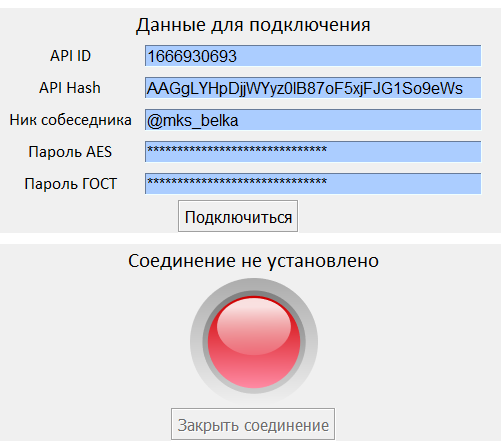 Данные для подключения
API ID 1666930693
API Hash AAGgLYHpDjjWYyz0lB87oF5xjFJG1So9eWs
Ник собеседника @mks_belka
Пароль AES ******************************
Пароль ГОСТ ******************************
Подключиться
Соединение не установлено
Закрыть соединение